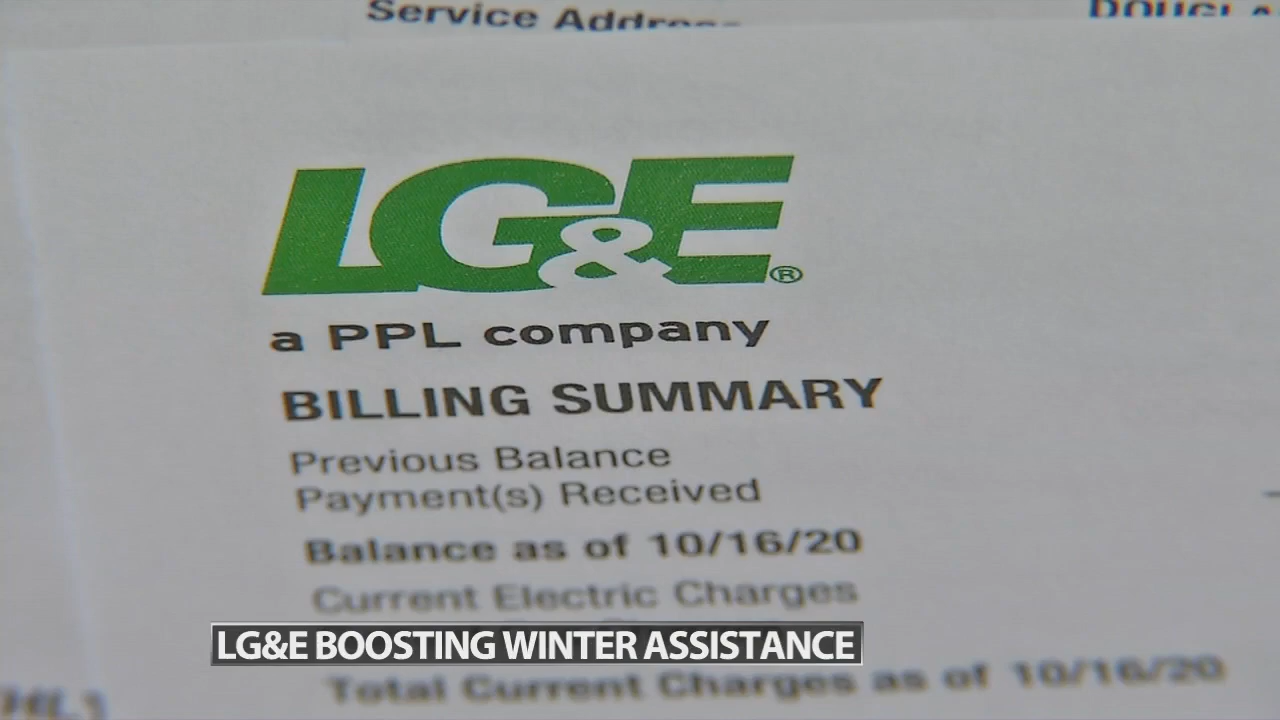 Service Address
LG&E®
a PPL company
BILLING SUMMARY
Previous Balance
Payment(s) Received
Balance as of 10/16/20
Current Electric Charges
LG&E BOOSTING WINTER ASSISTANCE
Total Current Charges as of 10/16/20